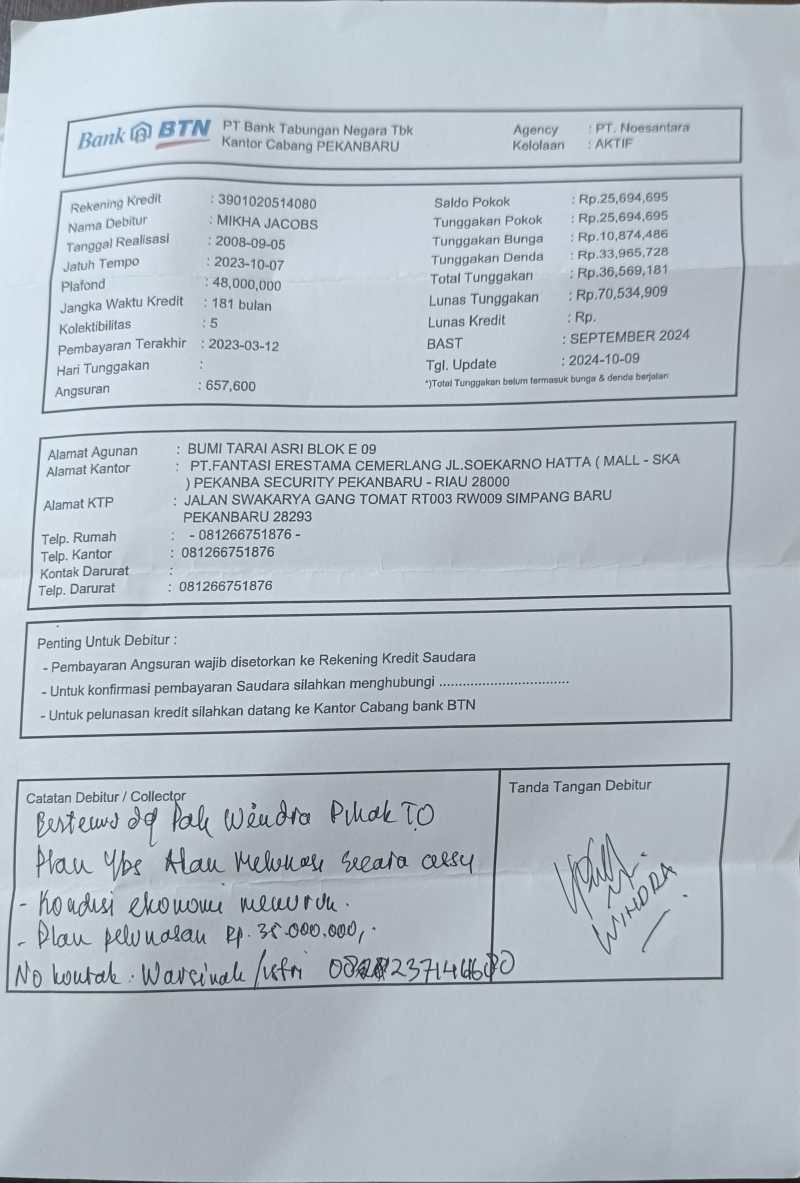 Bank BTN PT Bank Tabungan Negara Tbk
Kantor Cabang PEKANBARU
Agency : PT. Noesantara
Kelolaan : AKTIF
Rekening Kredit : 3901020514080
Nama Debitur : MIKHA JACOBS
Tanggal Realisasi : 2008-09-05
Jatuh Tempo : 2023-10-07
Plafond : 48,000,000
Jangka Waktu Kredit : 181 bulan
Kolektibilitas : 5
Pembayaran Terakhir : 2023-03-12
Hari Tunggakan :
Angsuran : 657,600
Saldo Pokok : Rp.25,694,695
Tunggakan Pokok : Rp.25,694,695
Tunggakan Bunga : Rp.10,874,486
Tunggakan Denda : Rp.33,965,728
Total Tunggakan : Rp.36,569,181
Lunas Tunggakan : Rp.70,534,909
Lunas Kredit : Rp.
BAST : SEPTEMBER 2024
Tgl. Update : 2024-10-09
*)Total Tunggakan belum termasuk bunga & denda berjalan
Alamat Agunan : BUMI TARAI ASRI BLOK E 09
Alamat Kantor : PT.FANTASI ERESTAMA CEMERLANG JL.SOEKARNO HATTA ( MALL - SKA
) PEKANBA SECURITY PEKANBARU - RIAU 28000
Alamat KTP : JALAN SWAKARYA GANG TOMAT RT003 RW009 SIMPANG BARU
PEKANBARU 28293
Telp. Rumah : - 081266751876 -
Telp. Kantor : 081266751876
Kontak Darurat :
Telp. Darurat : 081266751876
Penting Untuk Debitur :
- Pembayaran Angsuran wajib disetorkan ke Rekening Kredit Saudara
- Untuk konfirmasi pembayaran Saudara silahkan menghubungi .................................
- Untuk pelunasan kredit silahkan datang ke Kantor Cabang bank BTN
Catatan Debitur / Collector
Bertemu dg Pak Windra Pihak T.O
Plan Ybs Akan Melunasi secara cessy
- Kondisi ekonomi menurun.
- Plan pelunasan Rp.
No kontak : Warsinah / istri
Tanda Tangan Debitur
WINDRA